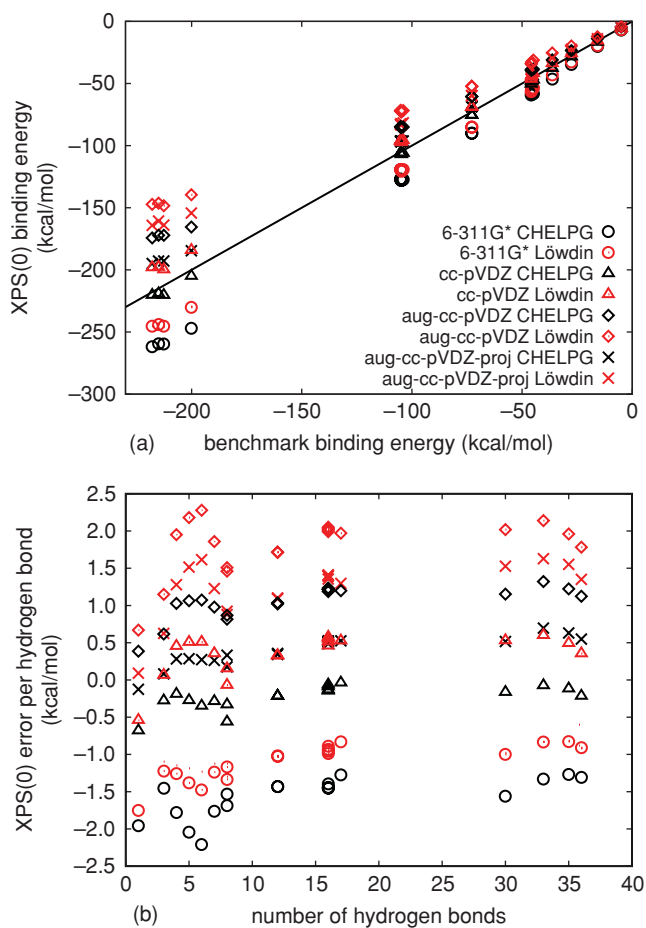 0
−50
−100
−150
−200
−250
−300
XPS(0) binding energy
(kcal/mol)
6-311G* CHELPG
6-311G* Löwdin
cc-pVDZ CHELPG
cc-pVDZ Löwdin
aug-cc-pVDZ CHELPG
aug-cc-pVDZ Löwdin
aug-cc-pVDZ-proj CHELPG
aug-cc-pVDZ-proj Löwdin
−200 −150 −100 −50 0
(a) benchmark binding energy (kcal/mol)
2.5
2.0
1.5
1.0
0.5
0.0
−0.5
−1.0
−1.5
−2.0
−2.5
XPS(0) error per hydrogen bond
(kcal/mol)
0 5 10 15 20 25 30 35 40
(b) number of hydrogen bonds